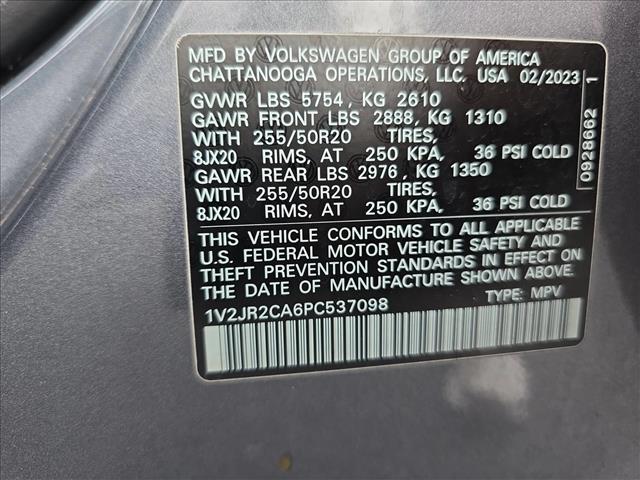 MFD BY VOLKSWAGEN GROUP OF AMERICA
CHATTANOOGA OPERATIONS, LLC, USA 02/2023
GVWR LBS 5754, KG 2610
GAWR FRONT LBS 2888, KG 1310
WITH 255/50R20 TIRES,
8JX20 RIMS, AT 250 KPA, 36 PSI COLD
GAWR REAR LBS 2976, KG 1350
WITH 255/50R20 TIRES,
8JX20 RIMS, AT 250 KPA, 36 PSI COLD
THIS VEHICLE CONFORMS TO ALL APPLICABLE
U.S. FEDERAL MOTOR VEHICLE SAFETY AND
THEFT PREVENTION STANDARDS IN EFFECT ON
THE DATE OF MANUFACTURE SHOWN ABOVE.
1V2JR2CA6PC537098 TYPE: MPV
0928662 1